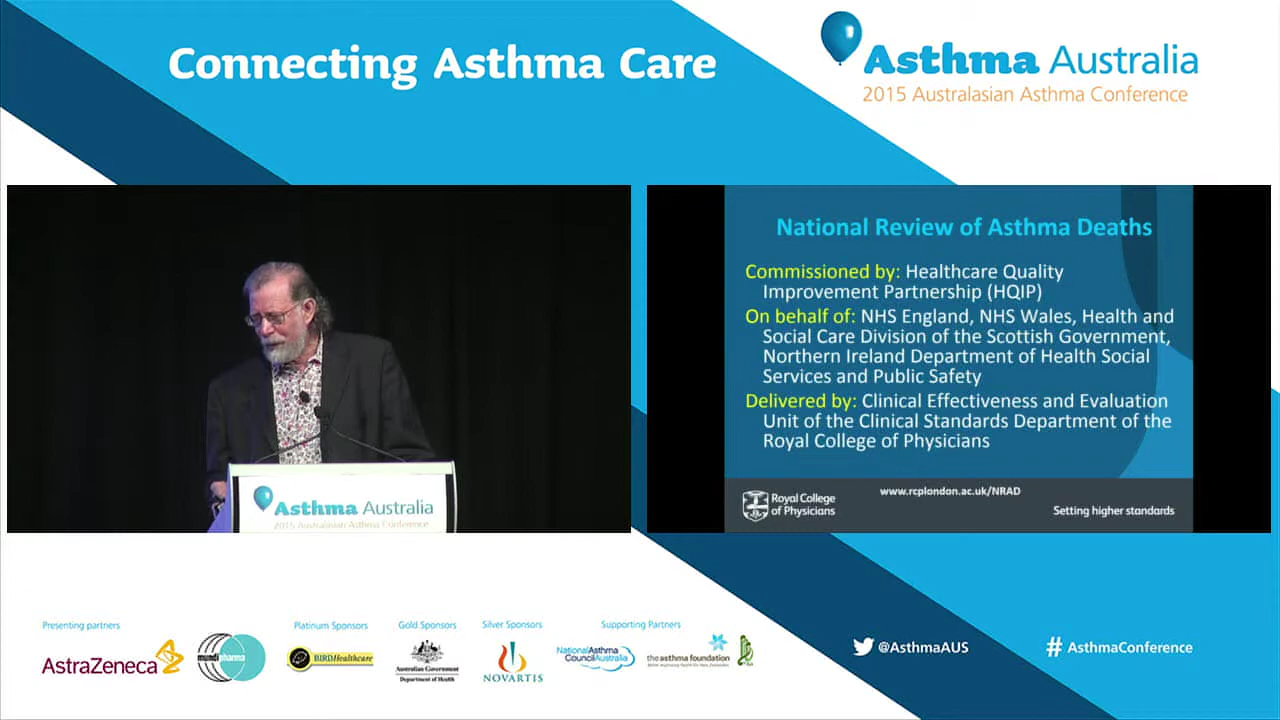 Connecting Asthma Care
Asthma Australia
2015 Australasian Asthma Conference
National Review of Asthma Deaths
Commissioned by: Healthcare Quality
Improvement Partnership (HQIP)
On behalf of: NHS England, NHS Wales, Health and
Social Care Division of the Scottish Government,
Northern Ireland Department of Health Social
Services and Public Safety
Delivered by: Clinical Effectiveness and Evaluation
Unit of the Clinical Standards Department of the
Royal College of Physicians
Royal College
of Physicians
www.rcplondon.ac.uk/NRAD
Setting higher standards
Asthma Australia
2015 Australasian Asthma Conference
Presenting partners
AstraZeneca
mundipharma
Platinum Sponsors
BIRDHealthcare
Gold Sponsors
Australian Government
Department of Health
Silver Sponsors
NOVARTIS
Supporting Partners
NationalAsthma
CouncilAustralia
the asthma foundation
@AsthmaAUS
# AsthmaConference